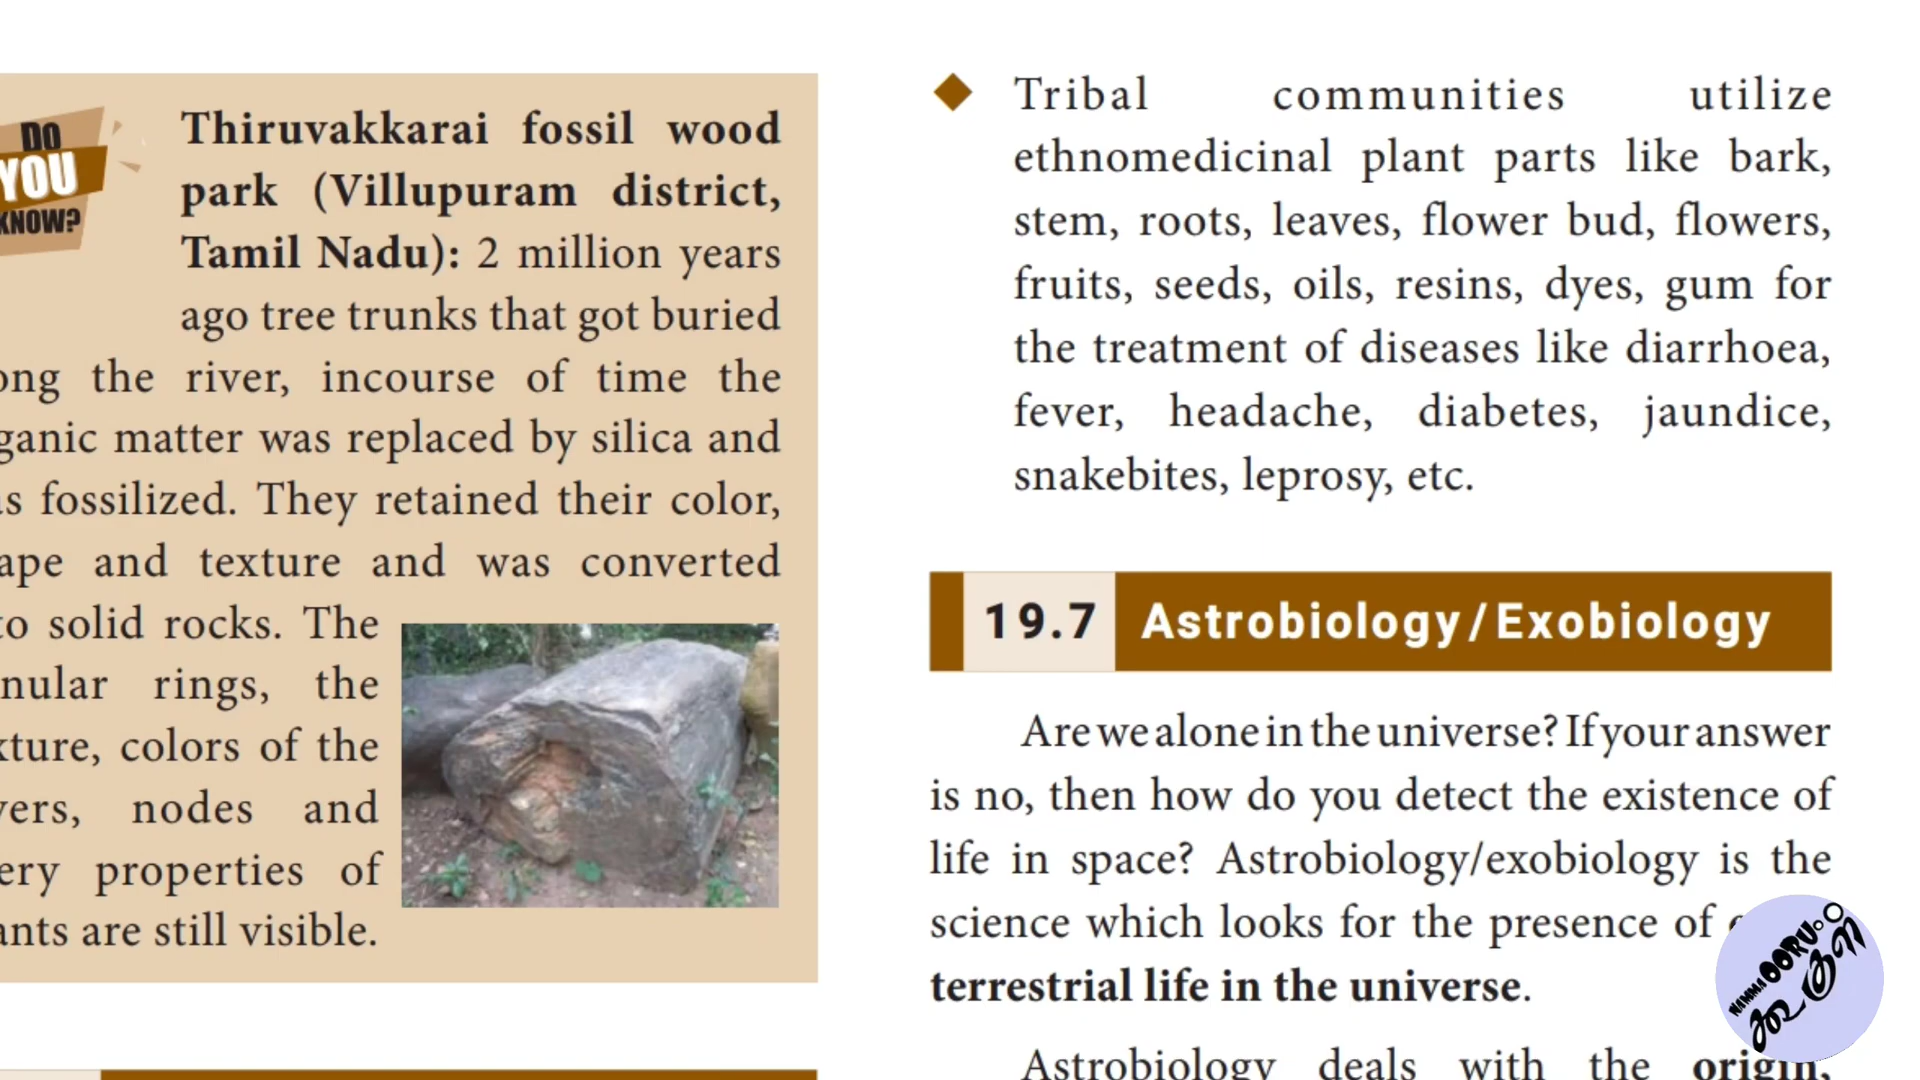 DO
YOU
KNOW?
Thiruvakkarai fossil wood
park (Villupuram district,
Tamil Nadu): 2 million years
ago tree trunks that got buried
ong the river, incourse of time the
ganic matter was replaced by silica and
as fossilized. They retained their color,
ape and texture and was converted
to solid rocks. The
nular rings, the
xture, colors of the
yers, nodes and
ery properties of
ants are still visible.
Tribal communities utilize
ethnomedicinal plant parts like bark,
stem, roots, leaves, flower bud, flowers,
fruits, seeds, oils, resins, dyes, gum for
the treatment of diseases like diarrhoea,
fever, headache, diabetes, jaundice,
snakebites, leprosy, etc.
19.7 Astrobiology/Exobiology
Are we alone in the universe? If your answer
is no, then how do you detect the existence of
life in space? Astrobiology/exobiology is the
science which looks for the presence of
terrestrial life in the universe.
Astrobiology deals with the origin,
NAMMA OORU